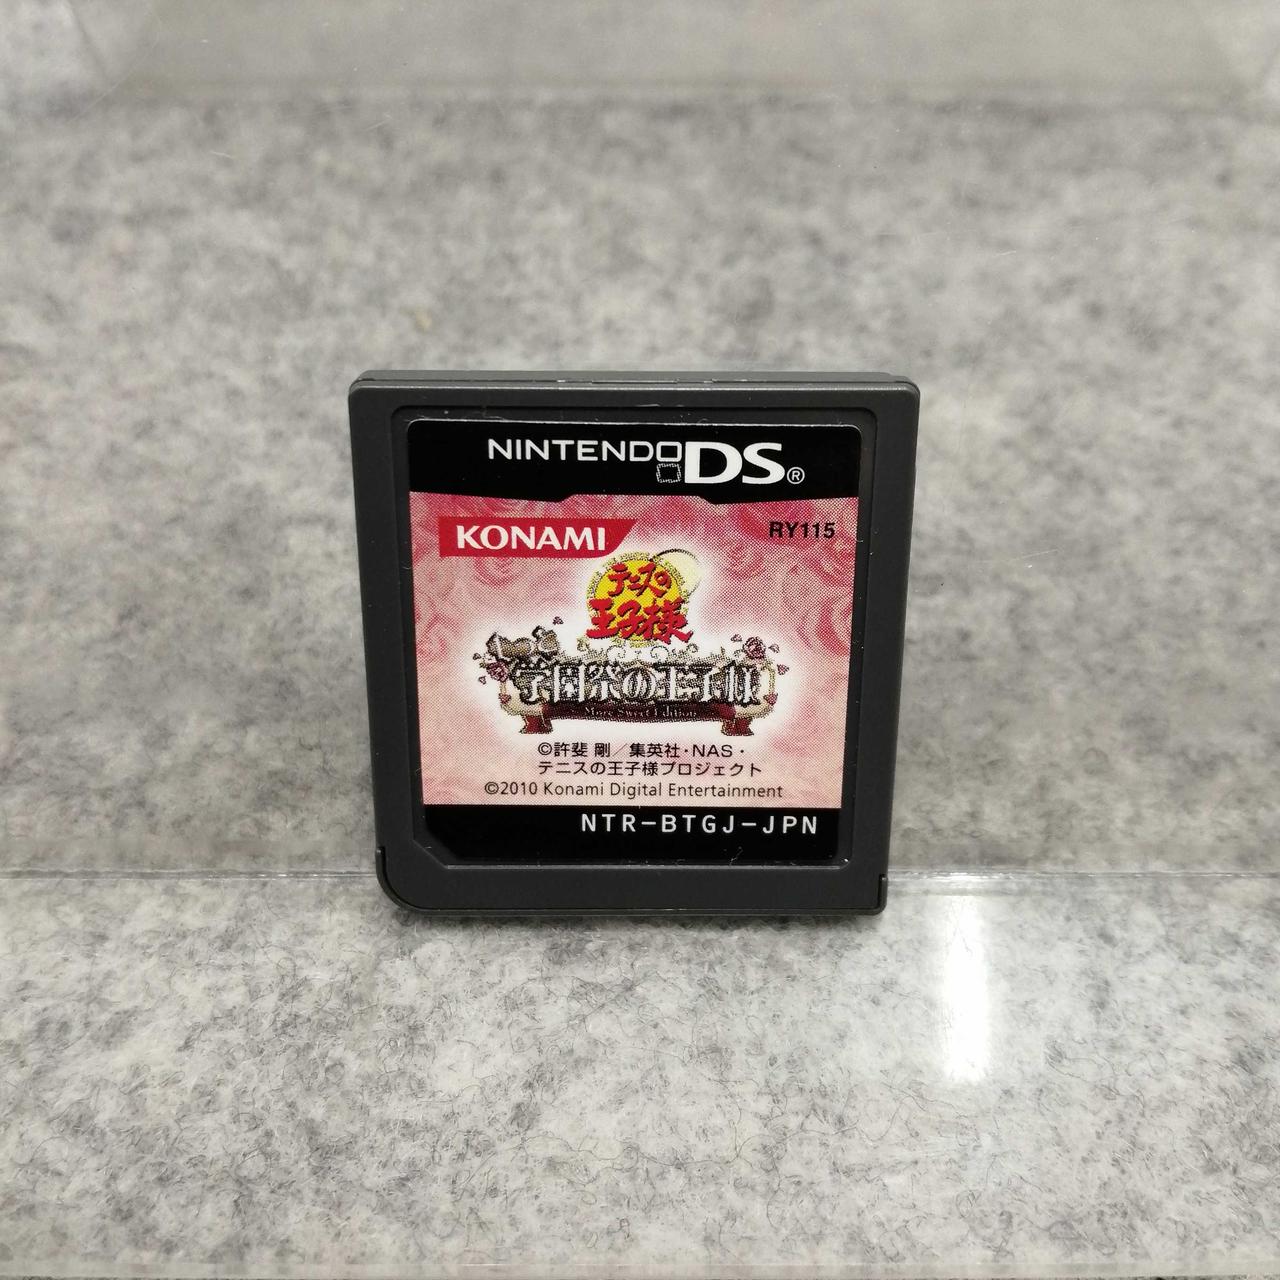 NINTENDO DS®
KONAMI
RY115
テニスの
王子様
学園祭の王子様
More Sweet Edition
©許斐 剛／集英社・NAS・
テニスの王子様プロジェクト
©2010 Konami Digital Entertainment
NTR-BTGJ-JPN